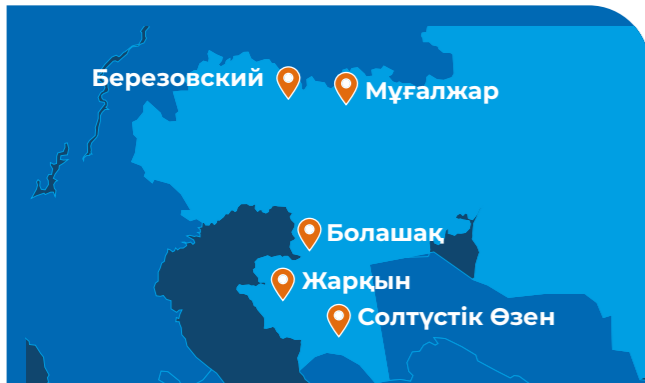 Березовский
Мұғалжар
Болашақ
Жарқын
Солтүстік Өзен